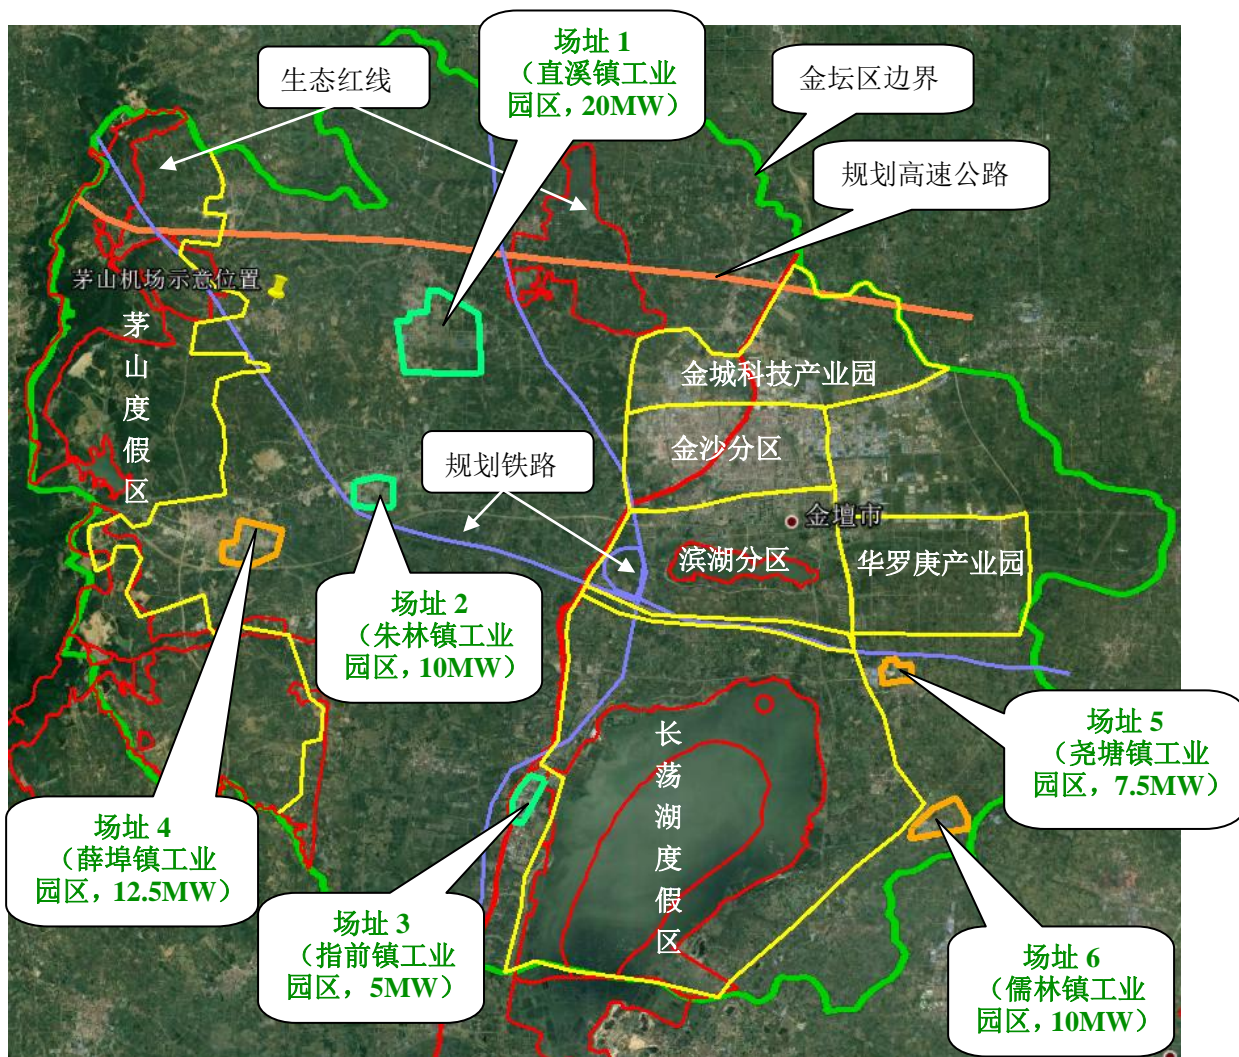 场址 1
（直溪镇工业
园区，20MW）
生态红线
金坛区边界
规划高速公路
茅山机场示意位置
茅
山
度
假
区
金城科技产业园
金沙分区
规划铁路
金壇市
滨湖分区
华罗庚产业园
场址 2
（朱林镇工业
园区，10MW）
场址 5
（尧塘镇工业
园区，7.5MW）
长
荡
湖
度
假
区
场址 4
（薛埠镇工业
园区，12.5MW）
场址 3
（指前镇工业
园区，5MW）
场址 6
（儒林镇工业
园区，10MW）